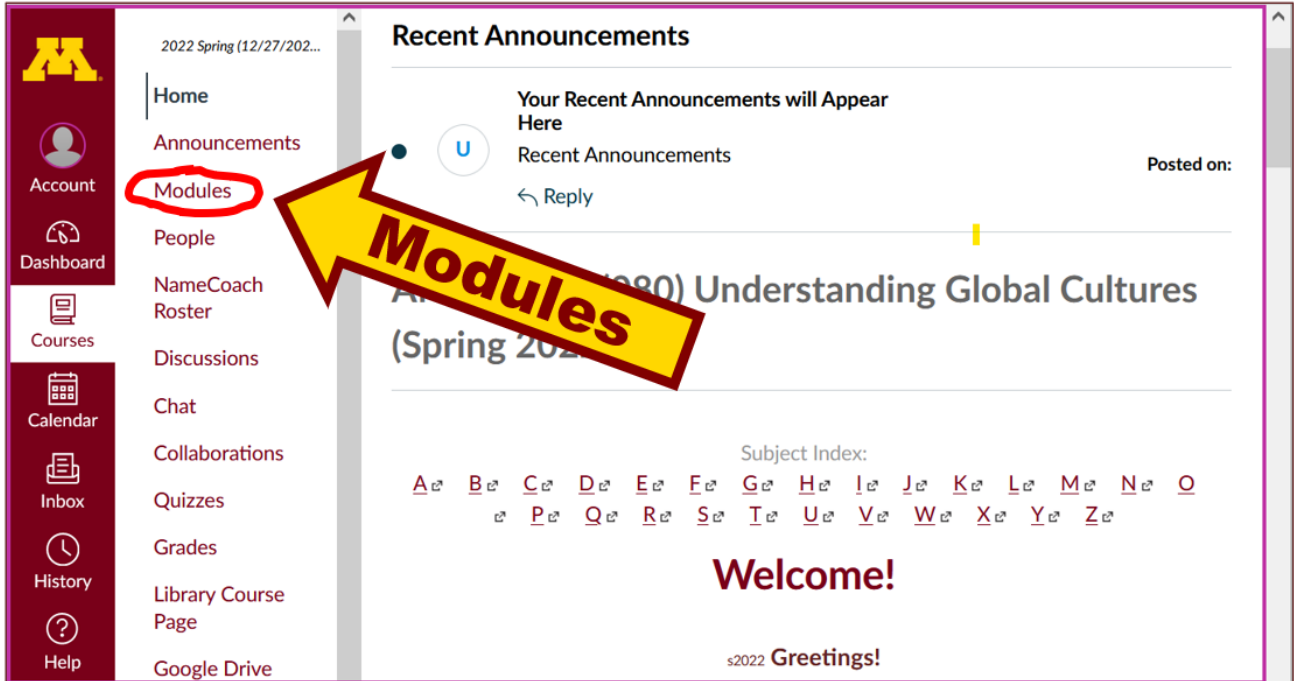 M
Account
Dashboard
Courses
Calendar
Inbox
History
Help
2022 Spring (12/27/202...
Home
Announcements
Modules
People
NameCoach
Roster
Discussions
Chat
Collaborations
Quizzes
Grades
Library Course
Page
Google Drive
Recent Announcements
U
Your Recent Announcements will Appear
Here
Recent Announcements
Posted on:
Reply
Modules
Understanding Global Cultures
(Spring
Subject Index:
A B C D E F G H I J K L M N O
P Q R S T U V W X Y Z
Welcome!
s2022 Greetings!